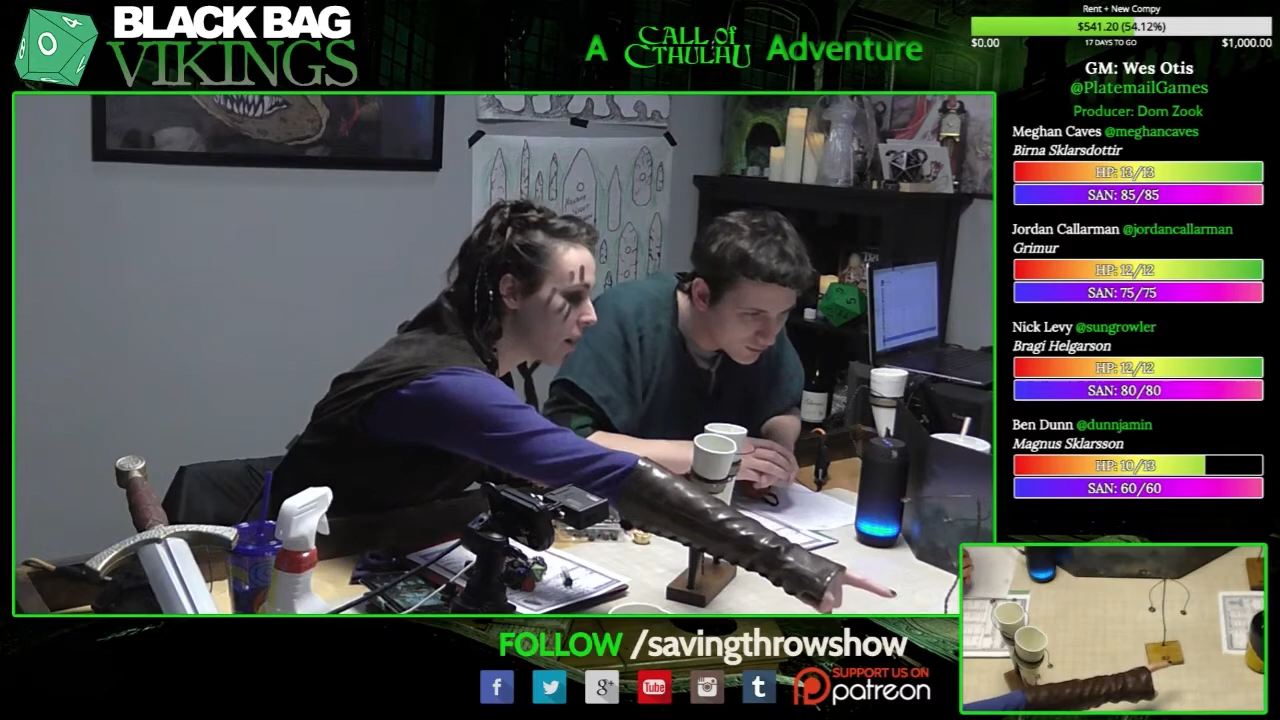 BLACK BAG
VIKINGS
A CALL of CTHULHU Adventure
Rent + New Compy
$541.20 (54.12%)
$0.00 17 DAYS TO GO $1,000.00
GM: Wes Otis
@PlatemailGames
Producer: Dom Zook
Meghan Caves @meghancaves
Birna Sklarsdottir
HP: 13/13
SAN: 85/85
Jordan Callarman @jordancallarman
Grimur
HP: 12/12
SAN: 75/75
Nick Levy @sungrowler
Bragi Helgarson
HP: 12/12
SAN: 80/80
Ben Dunn @dunnjamin
Magnus Sklarsson
HP: 10/13
SAN: 60/60
FOLLOW /savingthrowshow
f
g+
You
Tube
t
SUPPORT US ON
patreon